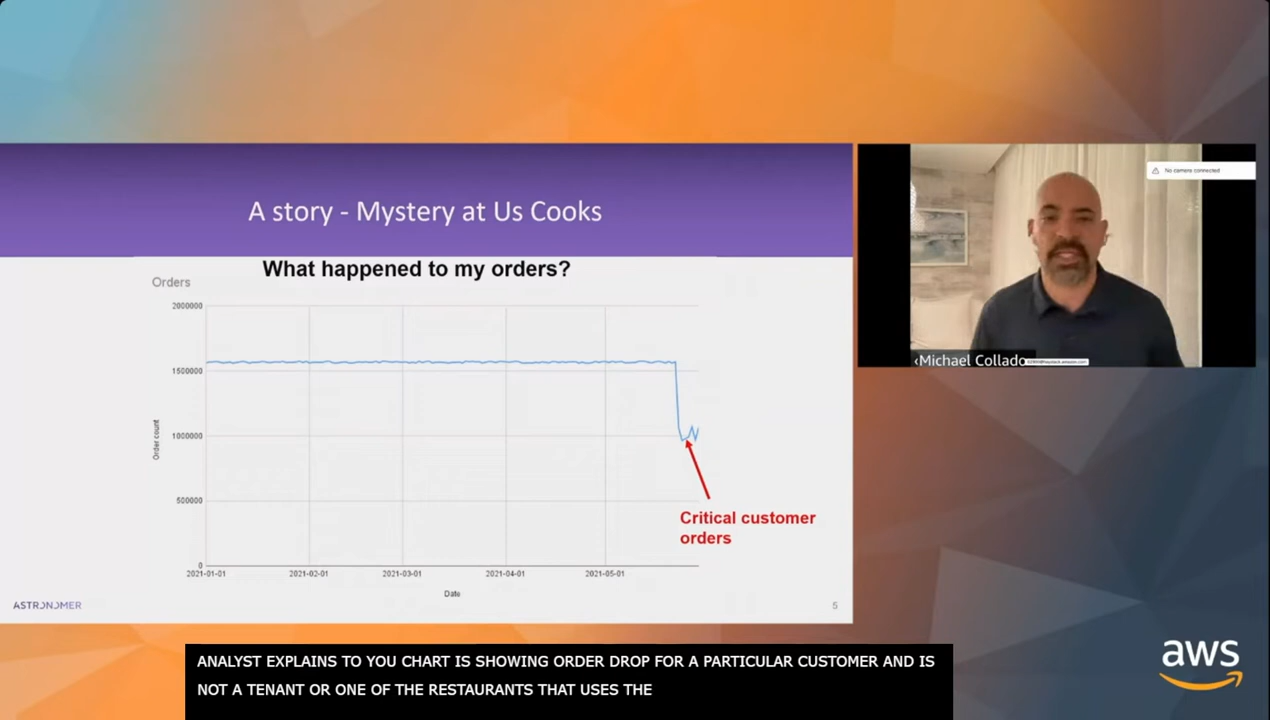 A story - Mystery at Us Cooks
What happened to my orders?
Orders
2000000
1500000
1000000
500000
0
Order count
2021-01-01
2021-02-01
2021-03-01
2021-04-01
2021-05-01
Date
Critical customer
orders
ASTRONOMER
5
No camera connected
‹Michael Collado
aws
ANALYST EXPLAINS TO YOU CHART IS SHOWING ORDER DROP FOR A PARTICULAR CUSTOMER AND IS
NOT A TENANT OR ONE OF THE RESTAURANTS THAT USES THE